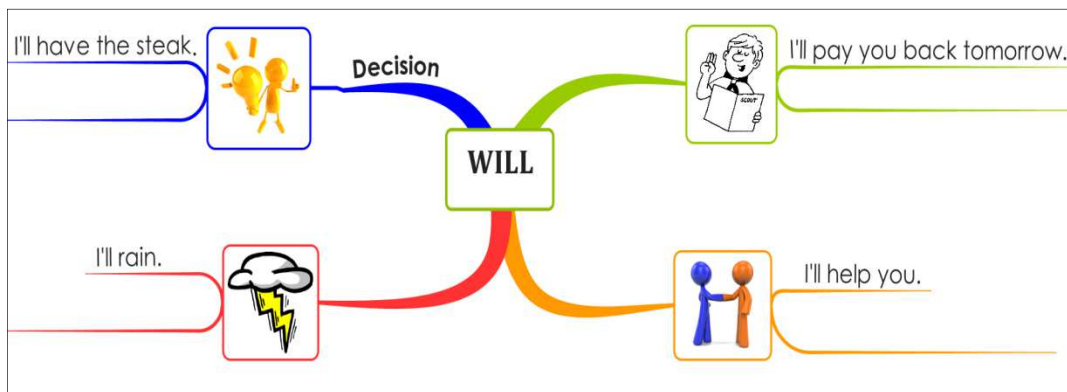 I'll have the steak.
Decision
I'll pay you back tomorrow.
SCOUT
WILL
I'll rain.
I'll help you.